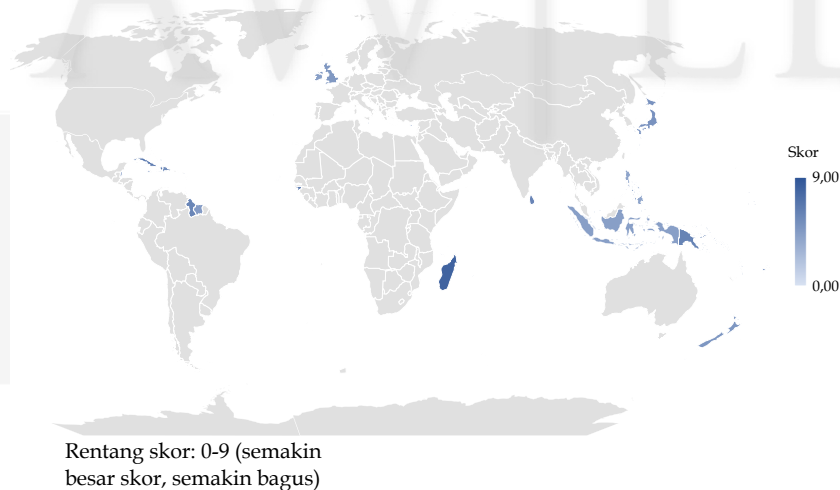 Skor
9,00
0,00
Rentang skor: 0-9 (semakin
besar skor, semakin bagus)